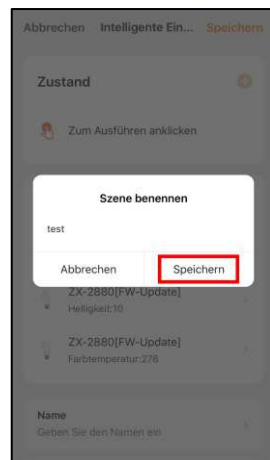 Abbrechen Intelligente Ein... Speichern
Zustand
Zum Ausführen anklicken
Szene benennen
test
Abbrechen Speichern
ZX-2880[FW-Update]
Helligkeit:10
ZX-2880[FW-Update]
Farbtemperatur:276
Name
Geben Sie den Namen ein